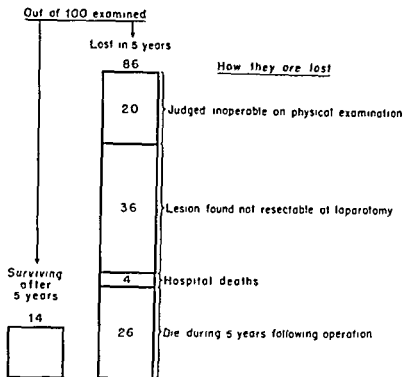 Out of 100 examined
Lost in 5 years
86
How they are lost
20
Judged inoperable on physical examination
36
Lesion found not resectable at laparotomy
Surviving
after
5 years
14
4
Hospital deaths
26
Die during 5 years following operation